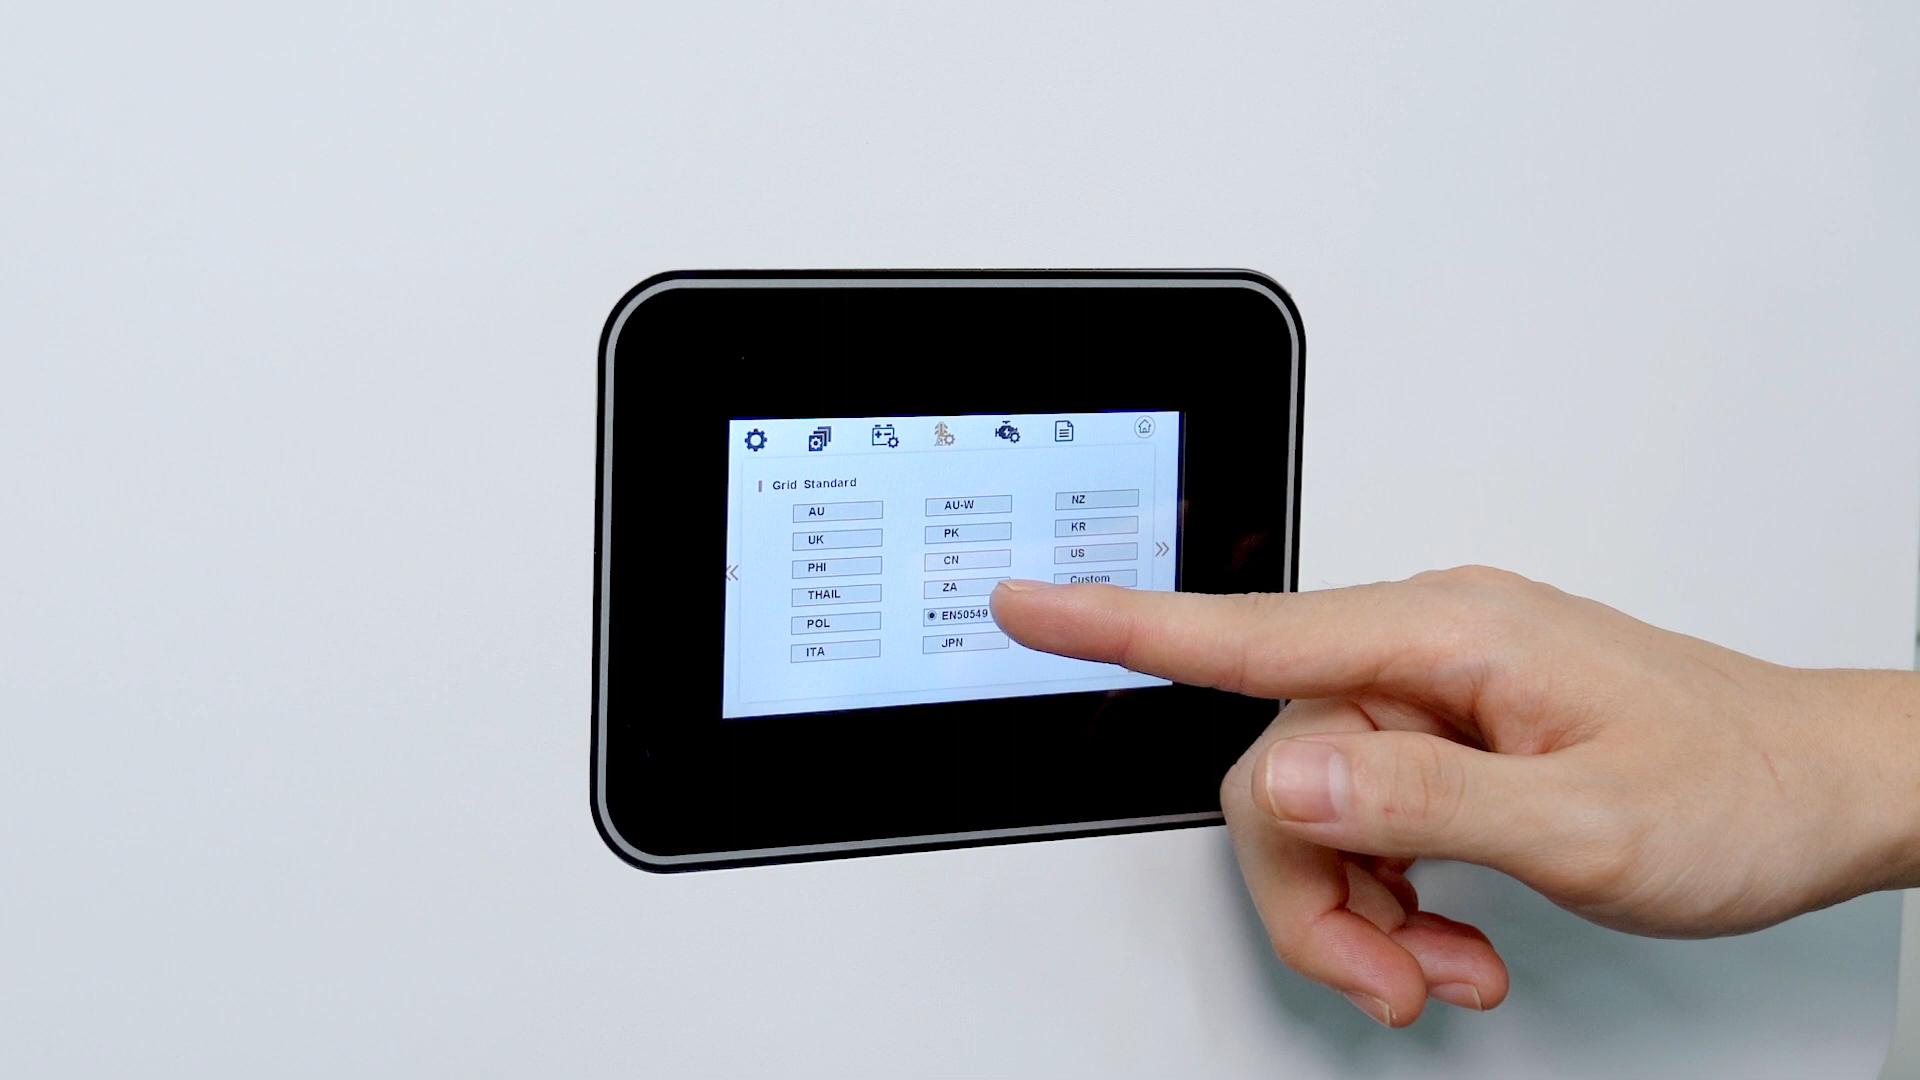 Grid Standard
AU
AU-W
NZ
UK
PK
KR
PHI
CN
US
THAIL
ZA
Custom
POL
EN50549
ITA
JPN